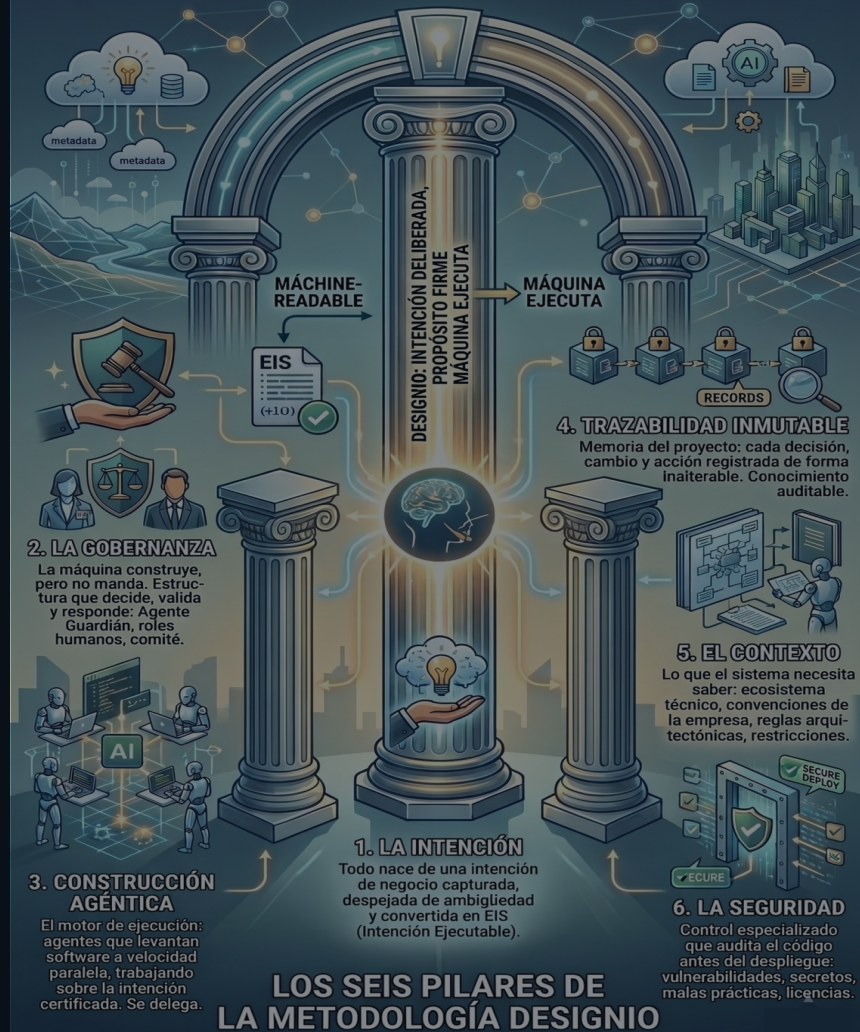 AI
metadata
metadata
DESIGNIO: INTENCIÓN DELIBERADA,
PROPÓSITO FIRME
MÁQUINA EJECUTA
MÁCHINE-
READABLE
MÁQUINA
EJECUTA
EIS
(+10)
RECORDS
4. TRAZABILIDAD INMUTABLE
Memoria del proyecto: cada decisión,
cambio y acción registrada de forma
inaiterable. Conocimiento
auditable.
2. LA GOBERNANZA
La máquina construye,
pero no manda. Estruc-
tura que decide, valida
y responde: Agente
Guardián, roles
humanos, comité.
5. EL CONTEXTO
Lo que el sistema necesita
saber: ecosistema
técnico, convenciones de
la empresa, reglas arqui-
tectónicas, restricciones.
AI
SECURE
DEPLOY
ECURE
1. LA INTENCIÓN
Todo nace de una intención
de negocio capturada,
despejada de ambigüedad
y convertida en EIS
(Intención Ejecutable).
3. CONSTRUCCIÓN
AGÉNTICA
El motor de ejecución:
agentes que levantan
software a velocidad
paralela, trabajando
sobre la intención
certificada. Se delega.
6. LA SEGURIDAD
Control especializado
que audita el código
antes del despliegue:
vulnerabilidades, secretos,
malas prácticas, licencias.
LOS SEIS PILARES DE
LA METODOLOGÍA DESIGNIO